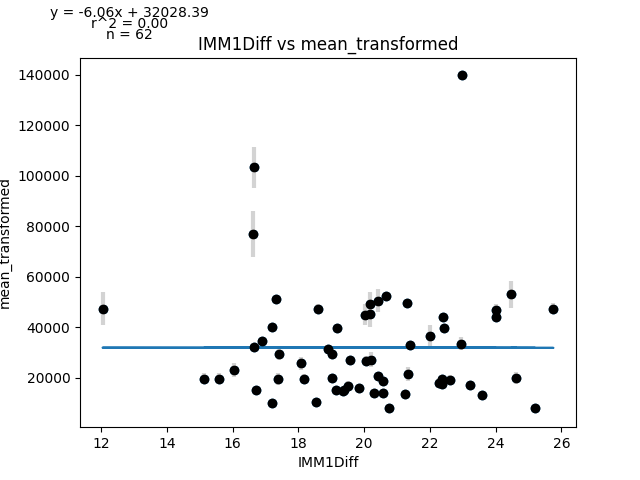 y = -6.06x + 32028.39
r^2 = 0.00
n = 62
IMM1Diff vs mean_transformed
140000
120000
100000
80000
60000
40000
20000
mean_transformed
12 14 16 18 20 22 24 26
IMM1Diff